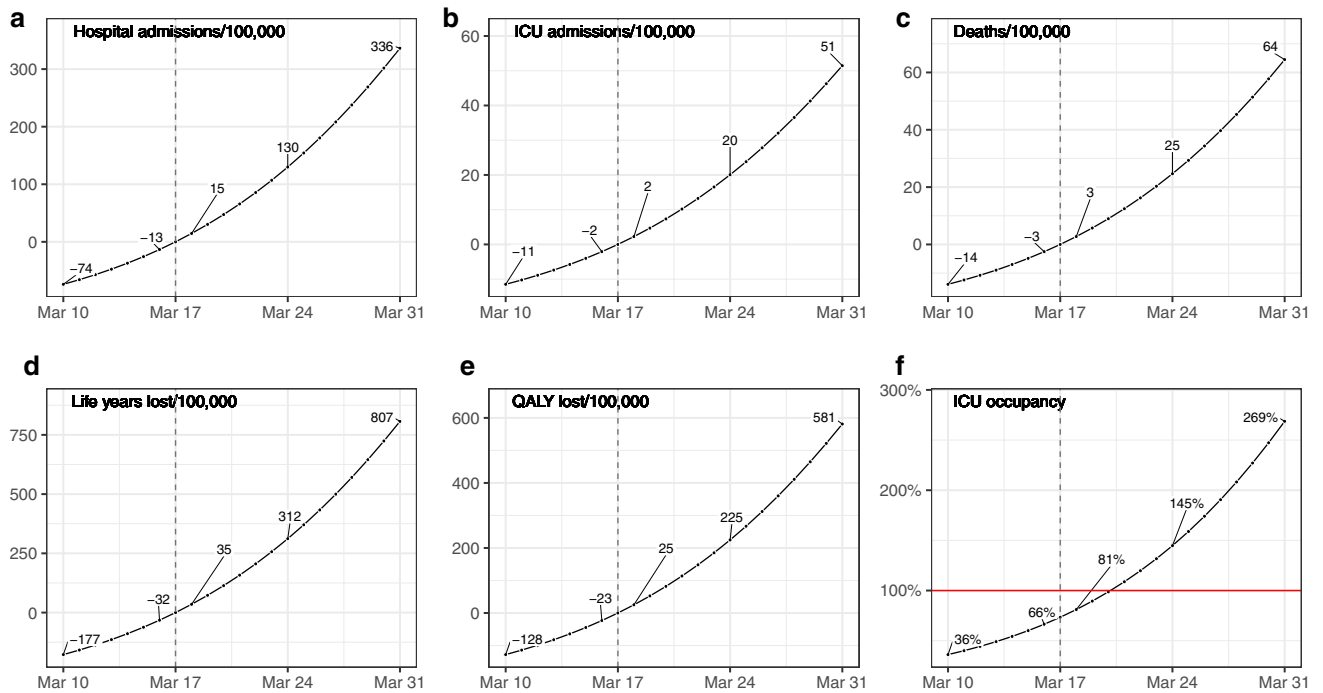 a
Hospital admissions/100,000
300
200
100
0
336
130
15
−13
−74
Mar 10 Mar 17 Mar 24 Mar 31
b
ICU admissions/100,000
60
40
20
0
51
20
2
−2
−11
Mar 10 Mar 17 Mar 24 Mar 31
c
Deaths/100,000
60
40
20
0
64
25
3
−3
−14
Mar 10 Mar 17 Mar 24 Mar 31
d
Life years lost/100,000
750
500
250
0
807
312
35
−32
−177
Mar 10 Mar 17 Mar 24 Mar 31
e
QALY lost/100,000
600
400
200
0
581
225
25
−23
−128
Mar 10 Mar 17 Mar 24 Mar 31
f
ICU occupancy
300%
200%
100%
269%
145%
81%
66%
36%
Mar 10 Mar 17 Mar 24 Mar 31